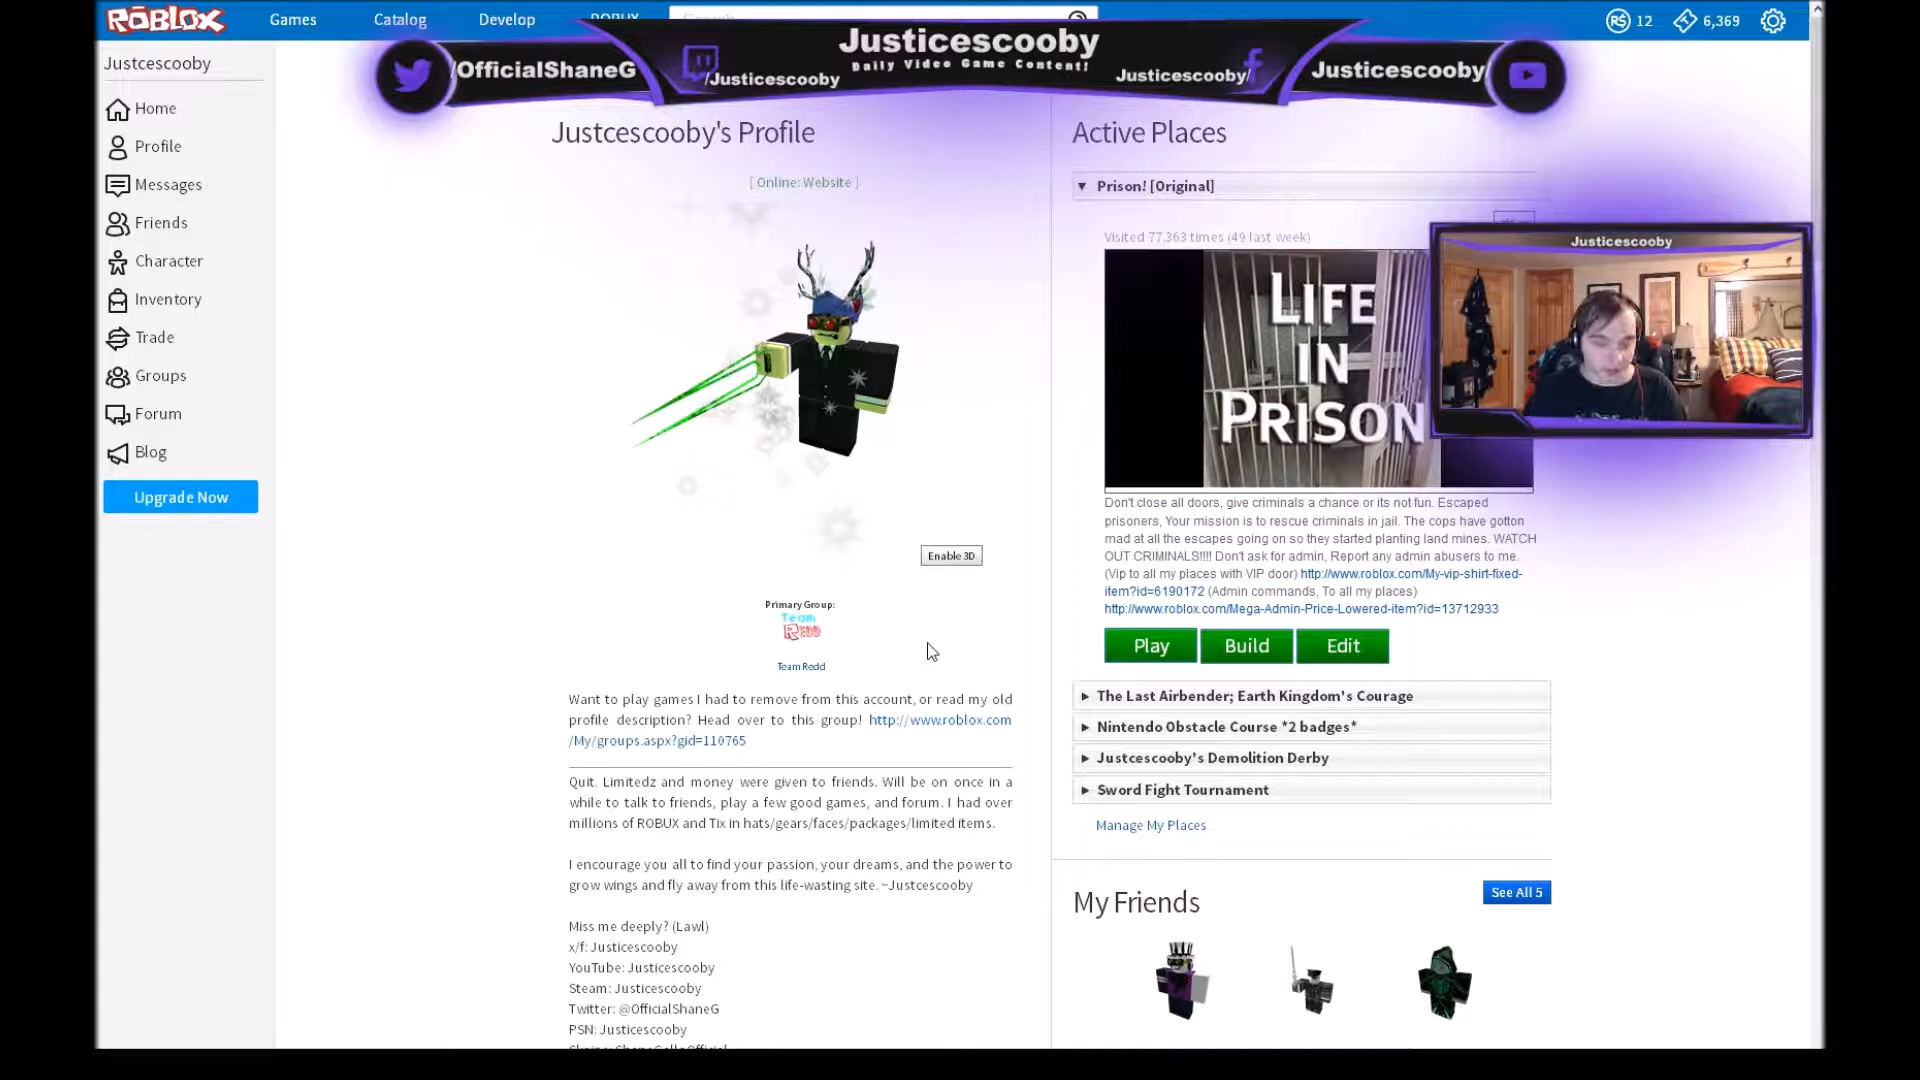 ROBLOX
Games
Catalog
Develop
ROBUX
Search
12
6,369
Justicescooby
Daily Video Game Content!
/OfficialShaneG
/Justicescooby
Justicescooby/
Justicescooby/
Justcescooby
Home
Profile
Messages
Friends
Character
Inventory
Trade
Groups
Forum
Blog
Upgrade Now
Justcescooby's Profile
[ Online: Website ]
Enable 3D
Primary Group:
Team
Redd
Team Redd
Want to play games I had to remove from this account, or read my old
profile description? Head over to this group! http://www.roblox.com
/My/groups.aspx?gid=110765
Quit. Limitedz and money were given to friends. Will be on once in a
while to talk to friends, play a few good games, and forum. I had over
millions of ROBUX and Tix in hats/gears/faces/packages/limited items.
I encourage you all to find your passion, your dreams, and the power to
grow wings and fly away from this life-wasting site. ~Justcescooby
Miss me deeply? (Lawl)
x/f: Justicescooby
YouTube: Justicescooby
Steam: Justicescooby
Twitter: @OfficialShaneG
PSN: Justicescooby
Active Places
Prison! [Original]
Visited 77,363 times (49 last week)
LIFE
IN
PRISON
Justicescooby
Don't close all doors, give criminals a chance or its not fun. Escaped
prisoners, Your mission is to rescue criminals in jail. The cops have gotton
mad at all the escapes going on so they started planting land mines. WATCH
OUT CRIMINALS!!!! Don't ask for admin, Report any admin abusers to me.
(Vip to all my places with VIP door) http://www.roblox.com/My-vip-shirt-fixed-
item?id=6190172 (Admin commands, To all my places)
http://www.roblox.com/Mega-Admin-Price-Lowered-item?id=13712933
Play
Build
Edit
The Last Airbender; Earth Kingdom's Courage
Nintendo Obstacle Course *2 badges*
Justcescooby's Demolition Derby
Sword Fight Tournament
Manage My Places
My Friends
See All 5